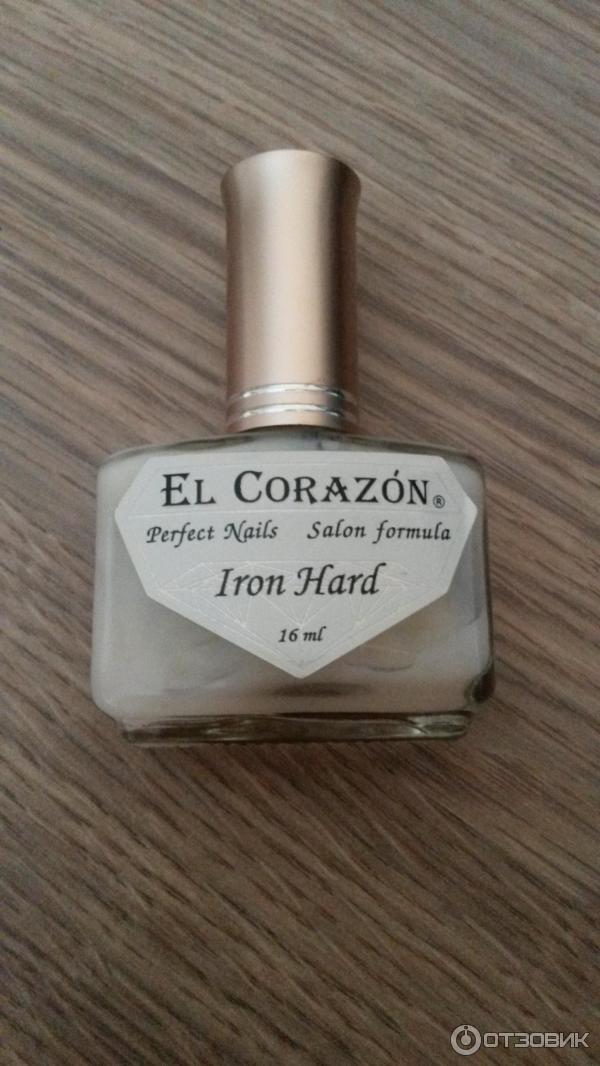 EL CORAZÓN®
Perfect Nails Salon formula
Iron Hard
16 ml
ОТЗОВИК